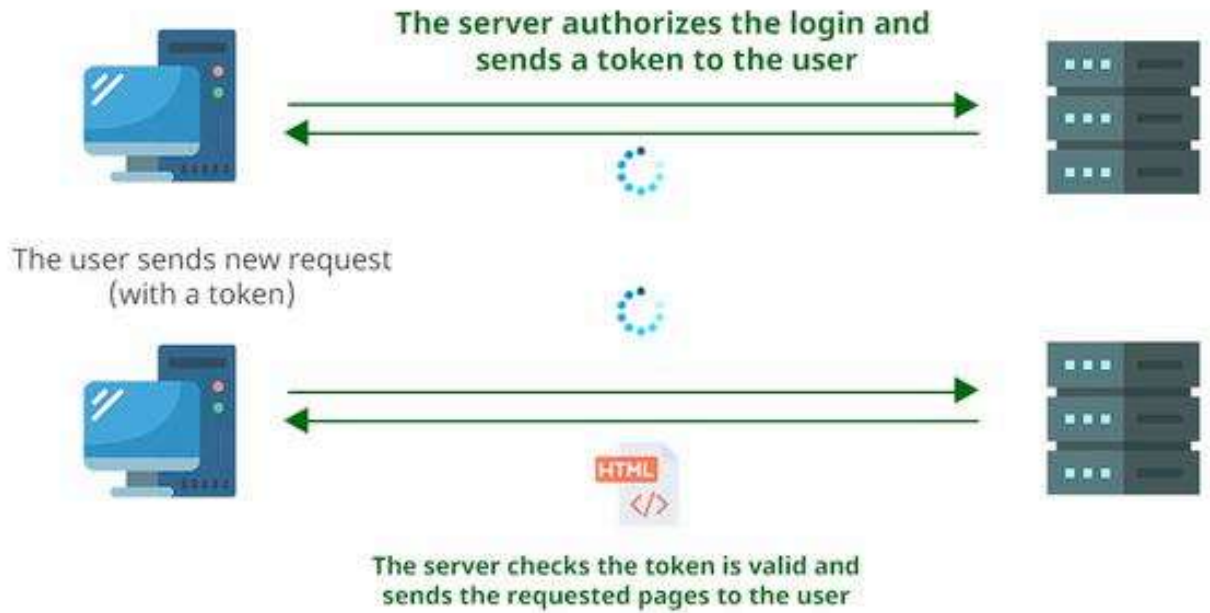 The server authorizes the login and
sends a token to the user
The user sends new request
(with a token)
HTML
</>
The server checks the token is valid and
sends the requested pages to the user